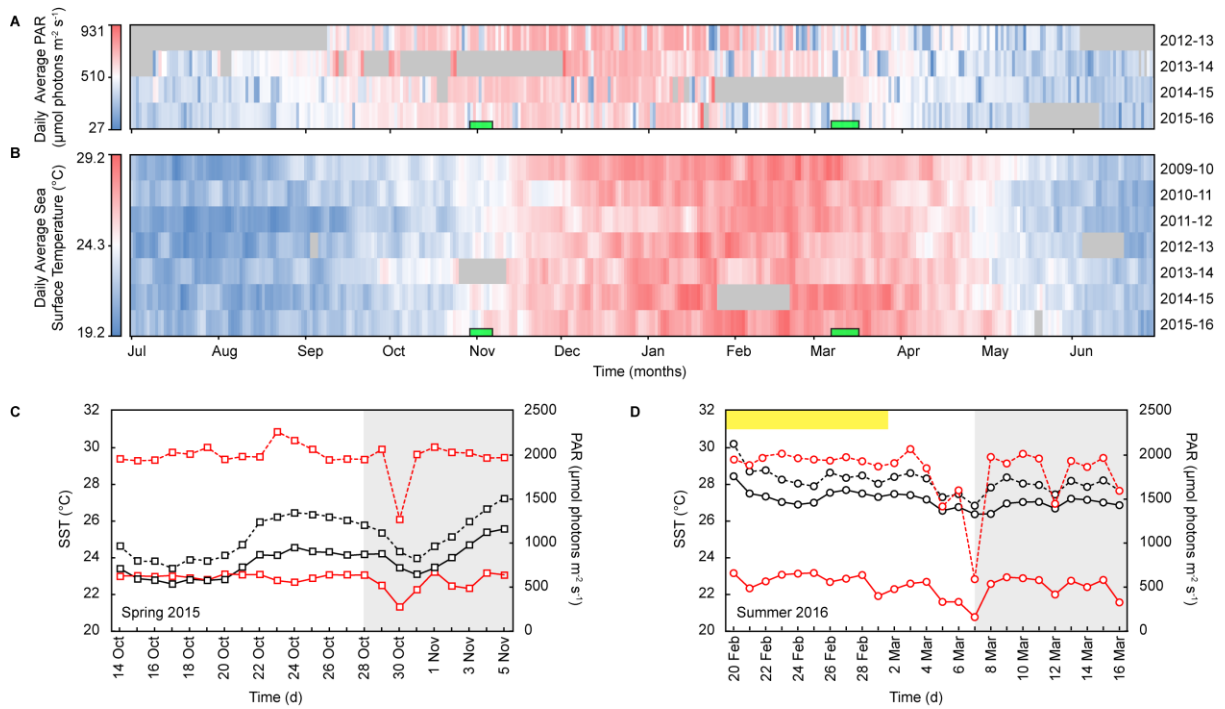 A
Daily Average PAR
(µmol photons m-2 s-1)
931
510
27
2012-13
2013-14
2014-15
2015-16
B
Daily Average Sea
Surface Temperature (°C)
29.2
24.3
19.2
2009-10
2010-11
2011-12
2012-13
2013-14
2014-15
2015-16
Jul Aug Sep Oct Nov Dec Jan Feb Mar Apr May Jun
Time (months)
C
SST (°C)
32
30
28
26
24
22
20
2500
2000
1500
1000
500
0
PAR (µmol photons m-2 s-1)
Spring 2015
14 Oct 16 Oct 18 Oct 20 Oct 22 Oct 24 Oct 26 Oct 28 Oct 30 Oct 1 Nov 3 Nov 5 Nov
Time (d)
D
SST (°C)
32
30
28
26
24
22
20
2500
2000
1500
1000
500
0
PAR (µmol photons m-2 s-1)
Summer 2016
20 Feb 22 Feb 24 Feb 26 Feb 28 Feb 2 Mar 4 Mar 6 Mar 8 Mar 10 Mar 12 Mar 14 Mar 16 Mar
Time (d)